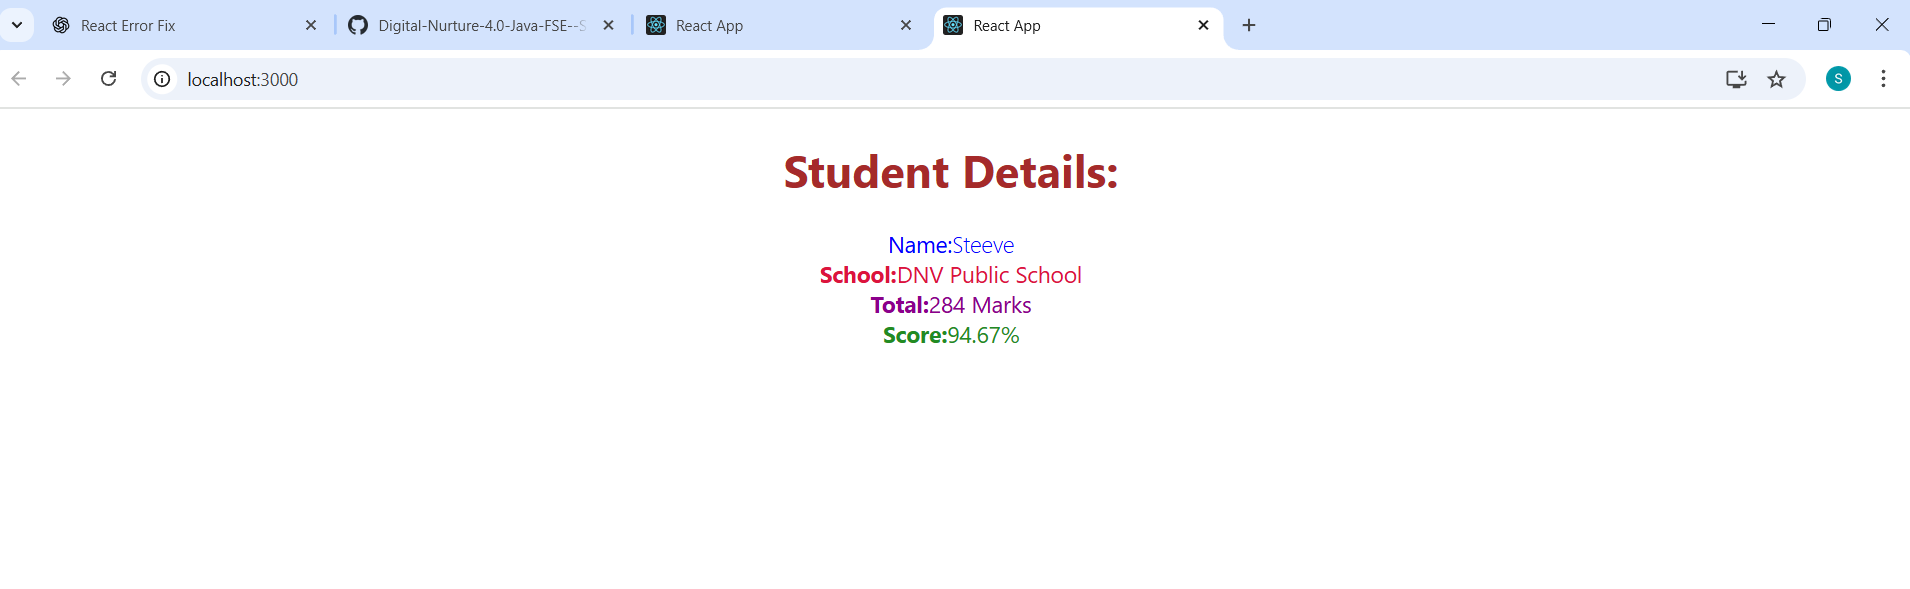 React Error Fix
Digital-Nurture-4.0-Java-FSE--S
React App
React App
localhost:3000
S
Student Details:
Name:Steeve
School:DNV Public School
Total:284 Marks
Score:94.67%